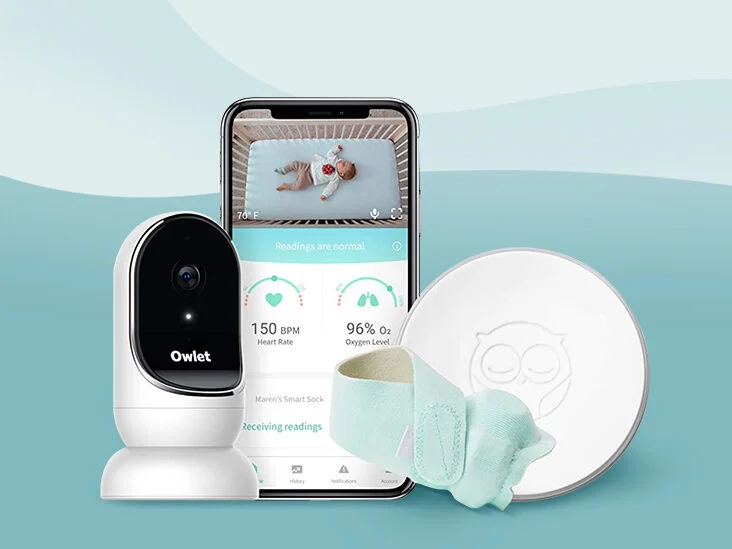 70° F
Readings are normal
150 BPM
Heart Rate
96% O₂
Oxygen Level
Maren's Smart Sock
Receiving readings
History
Notifications
Account
Owlet